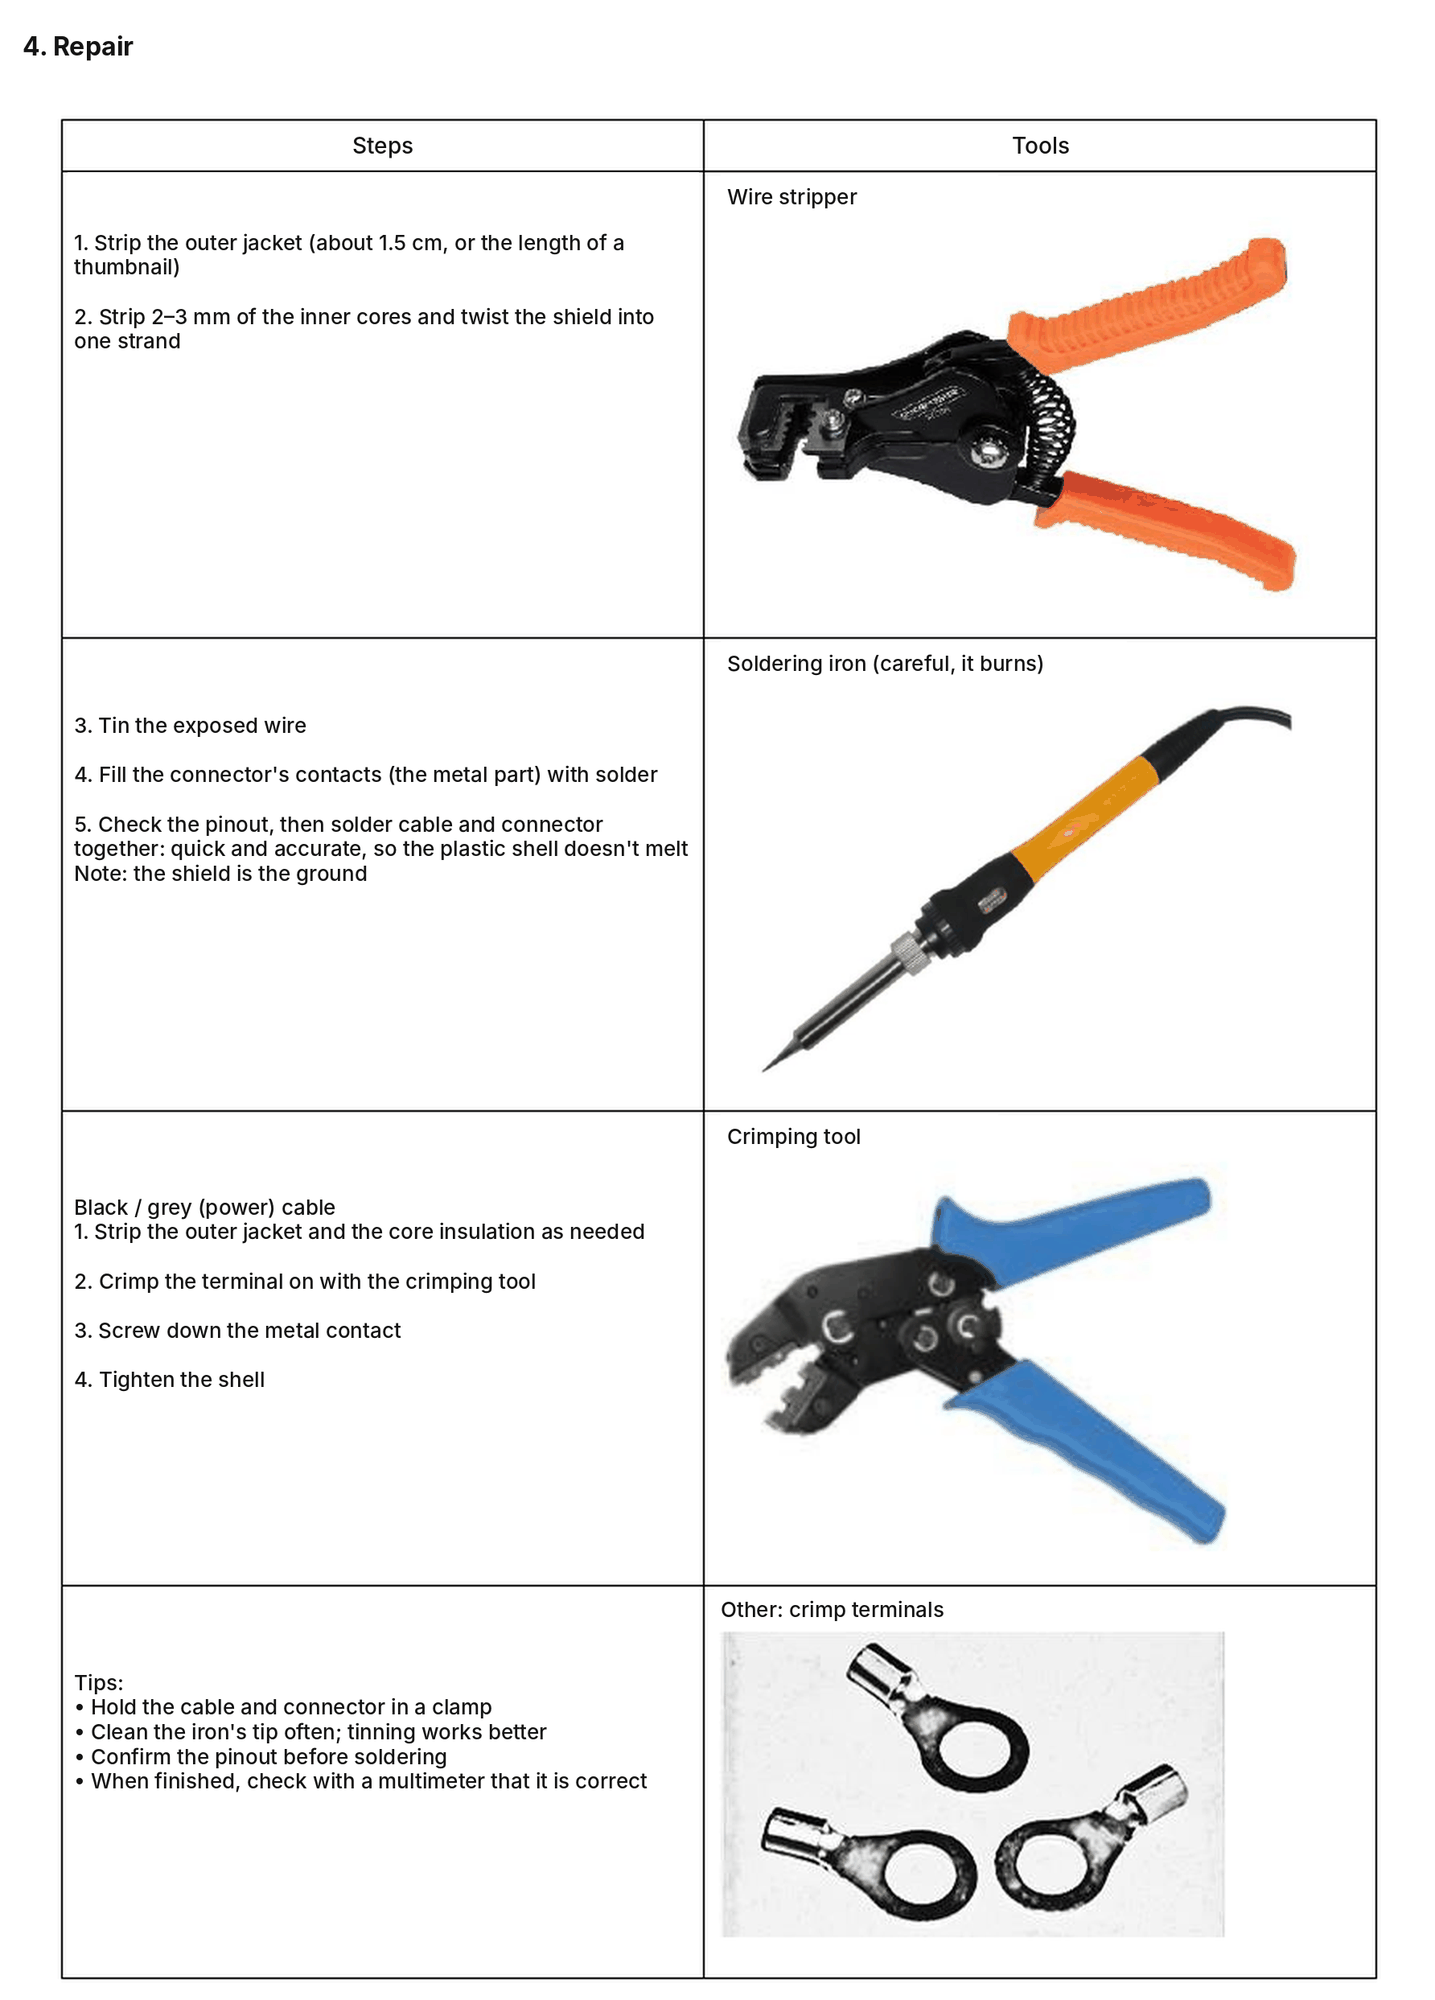 4. Repair
Steps
Tools
1. Strip the outer jacket (about 1.5 cm, or the length of a
thumbnail)
2. Strip 2–3 mm of the inner cores and twist the shield into
one strand
Wire stripper
3. Tin the exposed wire
4. Fill the connector's contacts (the metal part) with solder
5. Check the pinout, then solder cable and connector
together: quick and accurate, so the plastic shell doesn't melt
Note: the shield is the ground
Soldering iron (careful, it burns)
Black / grey (power) cable
1. Strip the outer jacket and the core insulation as needed
2. Crimp the terminal on with the crimping tool
3. Screw down the metal contact
4. Tighten the shell
Crimping tool
Tips:
• Hold the cable and connector in a clamp
• Clean the iron's tip often; tinning works better
• Confirm the pinout before soldering
• When finished, check with a multimeter that it is correct
Other: crimp terminals